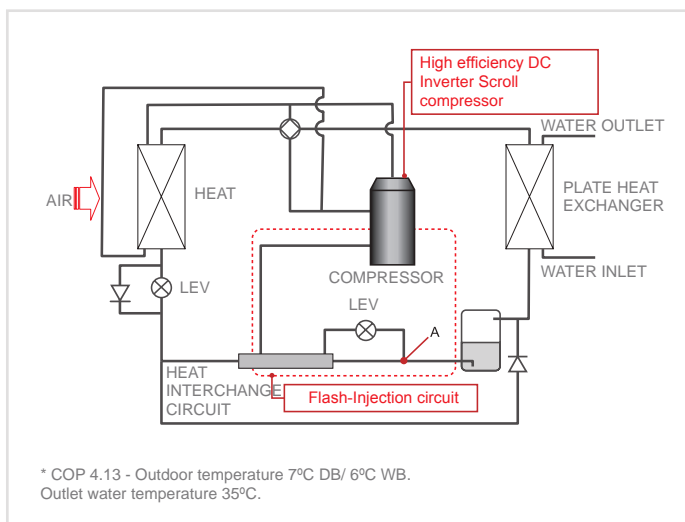 High efficiency DC
Inverter Scroll
compressor
WATER OUTLET
HEAT
AIR
PLATE HEAT
EXCHANGER
WATER INLET
COMPRESSOR
LEV
LEV
A
HEAT
INTERCHANGE
CIRCUIT
Flash-Injection circuit
* COP 4.13 - Outdoor temperature 7ºC DB/ 6ºC WB.
Outlet water temperature 35ºC.